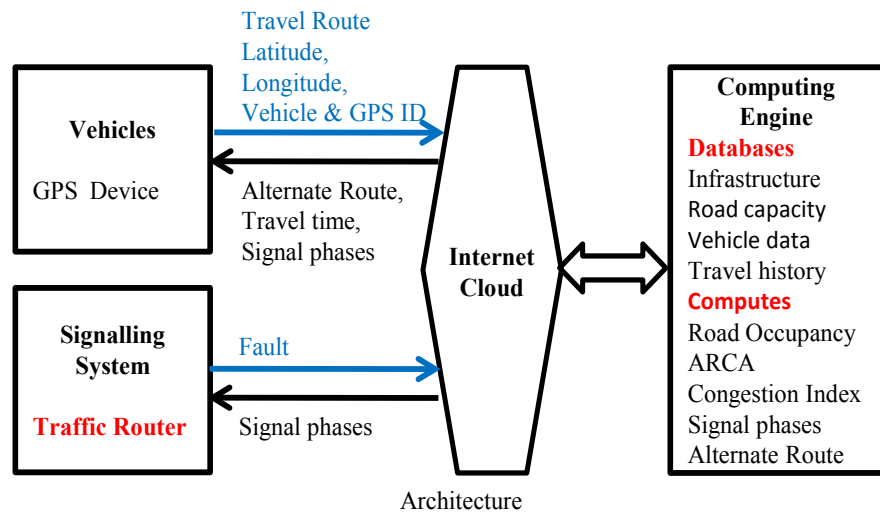 Travel Route
Latitude,
Longitude,
Vehicle & GPS ID
Vehicles
GPS Device
Alternate Route,
Travel time,
Signal phases
Signalling
System
Traffic Router
Fault
Signal phases
Internet
Cloud
Computing
Engine
Databases
Infrastructure
Road capacity
Vehicle data
Travel history
Computes
Road Occupancy
ARCA
Congestion Index
Signal phases
Alternate Route
Architecture